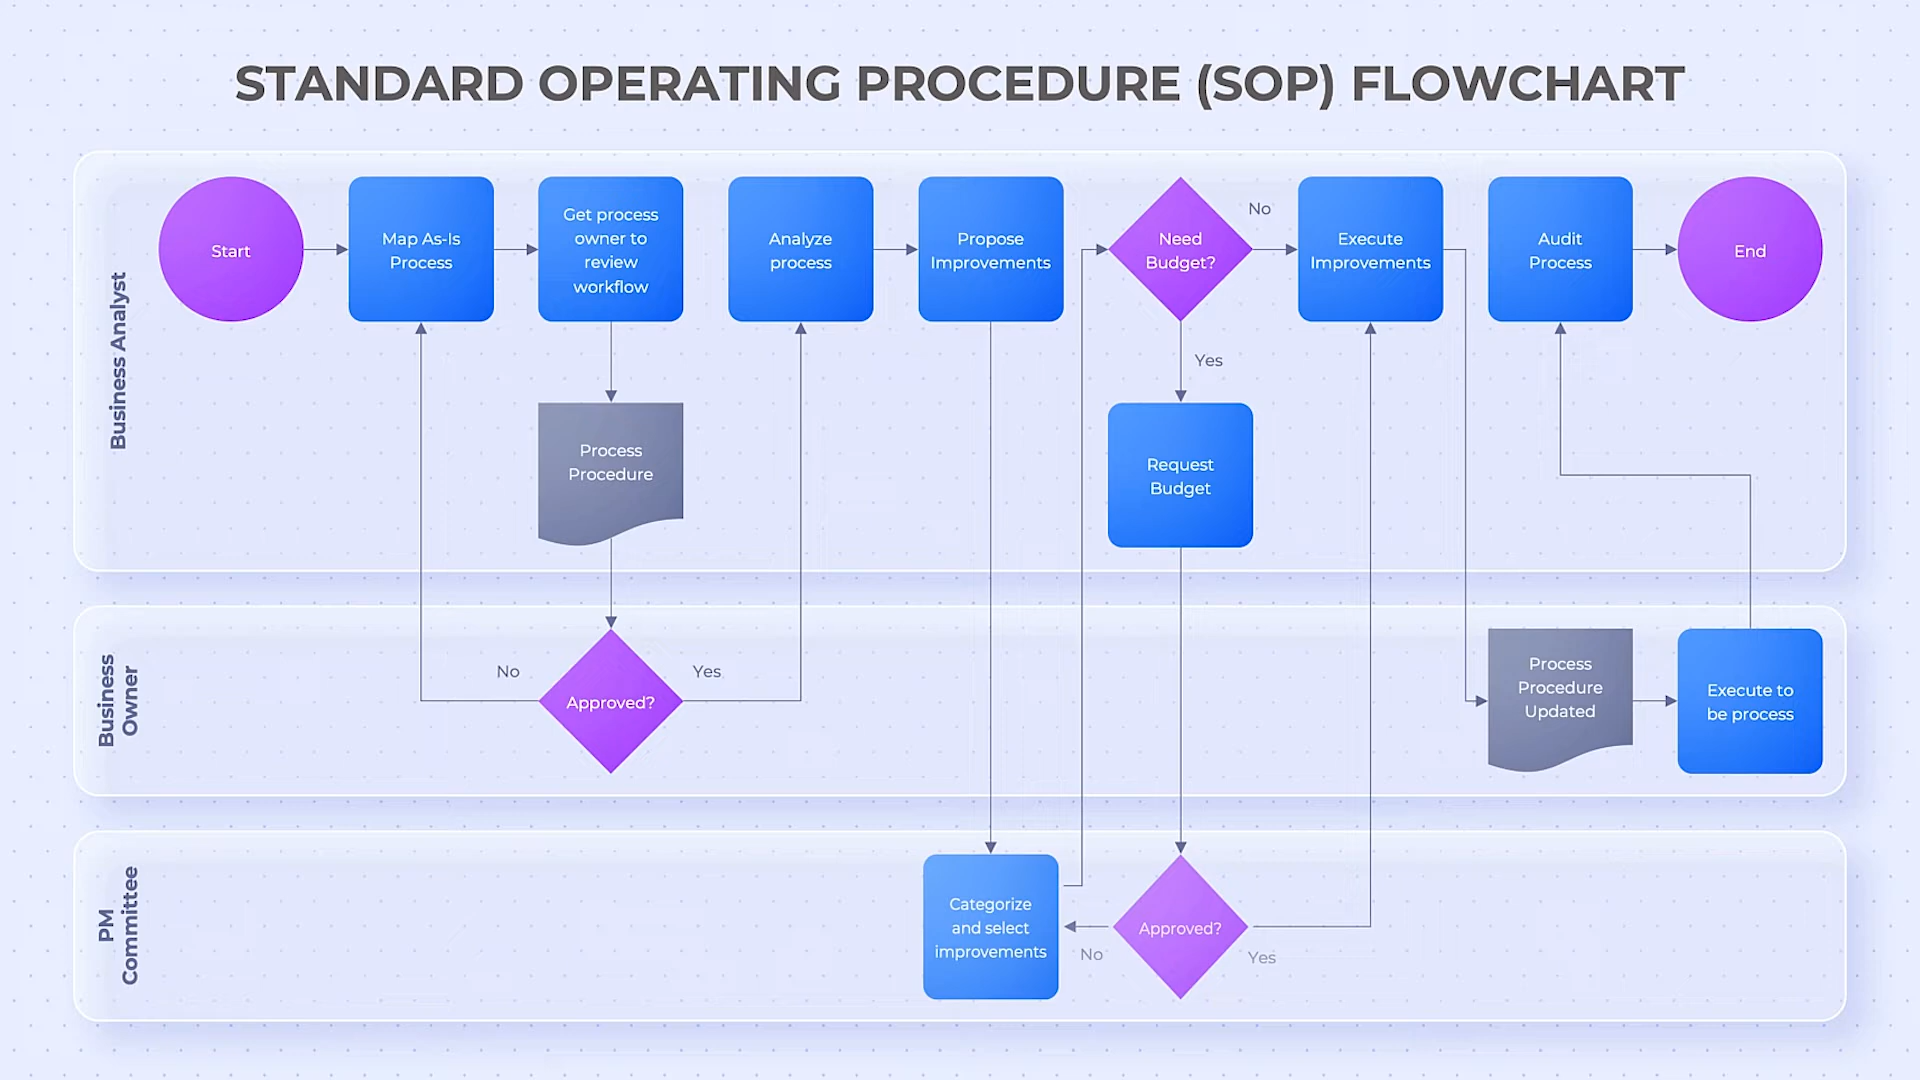 STANDARD OPERATING PROCEDURE (SOP) FLOWCHART
Business Analyst
Start
Map As-Is
Process
Get process
owner to
review
workflow
Analyze
process
Propose
Improvements
Need
Budget?
No
Execute
Improvements
Audit
Process
End
Yes
Process
Procedure
Request
Budget
Business
Owner
No
Approved?
Yes
Process
Procedure
Updated
Execute to
be process
PM
Committee
Categorize
and select
improvements
No
Approved?
Yes